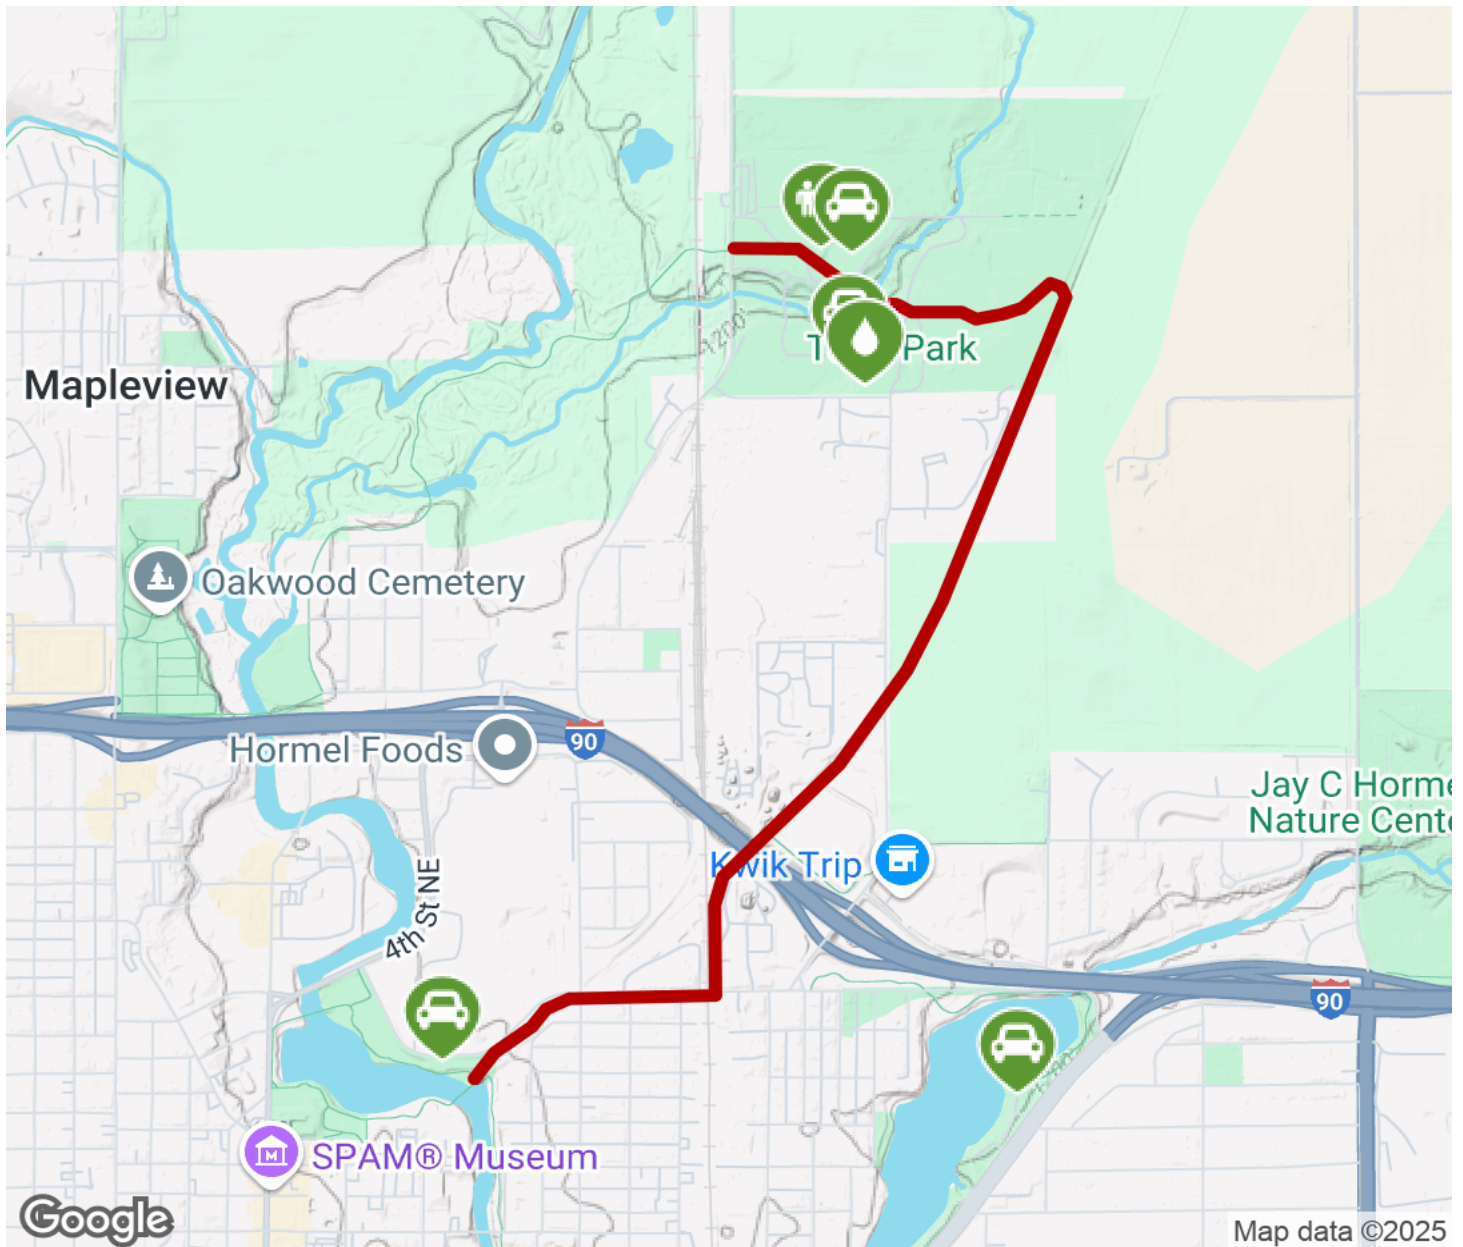 1200'
T
Park
Mapleview
Oakwood Cemetery
Hormel Foods
90
Jay C Horme
Nature Cente
Kwik Trip
4th St NE
90
SPAM® Museum
Google
Map data ©2025